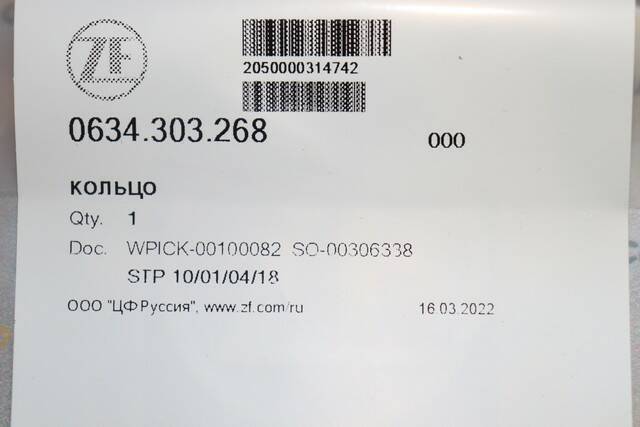 ZF
2050000314742
0634.303.268 000
кольцо
Qty. 1
Doc. WPICK-00100082 SO-00306338
STP 10/01/04/18
ООО "ЦФ Руссия", www.zf.com/ru 16.03.2022